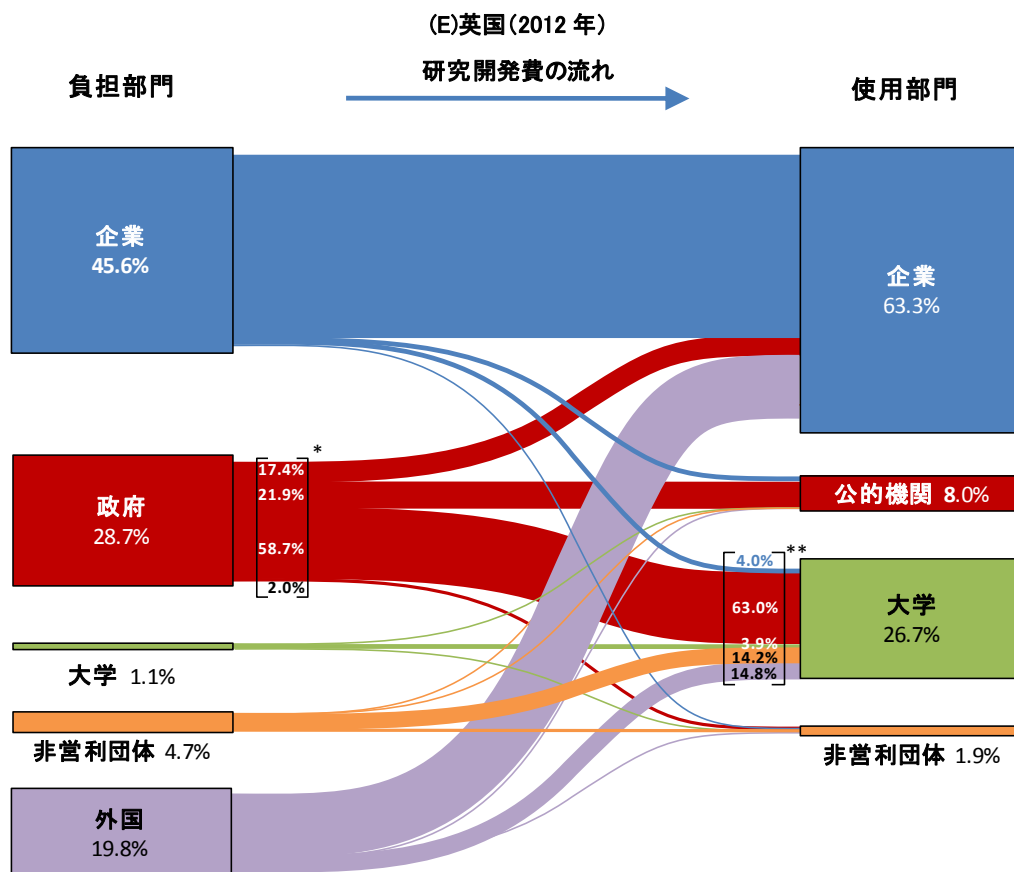 (E)英国(2012 年)
研究開発費の流れ
負担部門
使用部門
企業
45.6%
政府
28.7%
*
17.4%
21.9%
58.7%
2.0%
大学 1.1%
非営利団体 4.7%
外国
19.8%
企業
63.3%
公的機関 8.0%
**
4.0%
63.0%
3.9%
14.2%
14.8%
大学
26.7%
非営利団体 1.9%